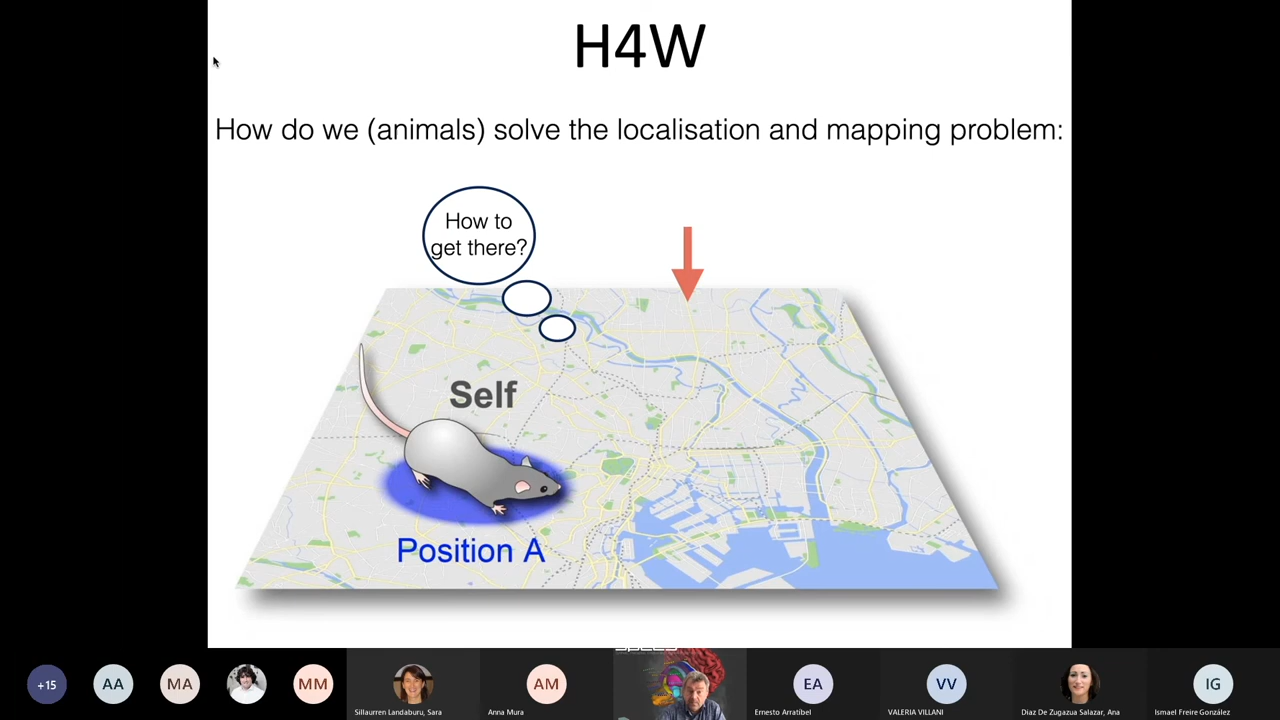 H4W
How do we (animals) solve the localisation and mapping problem:
How to
get there?
Self
Position A
+15
AA
MA
MM
Sillaurren Landaburu, Sara
AM
Anna Mura
EA
Ernesto Arratíbel
VV
VALERIA VILLANI
Diaz De Zugazua Salazar, Ana
IG
Ismael Freire González